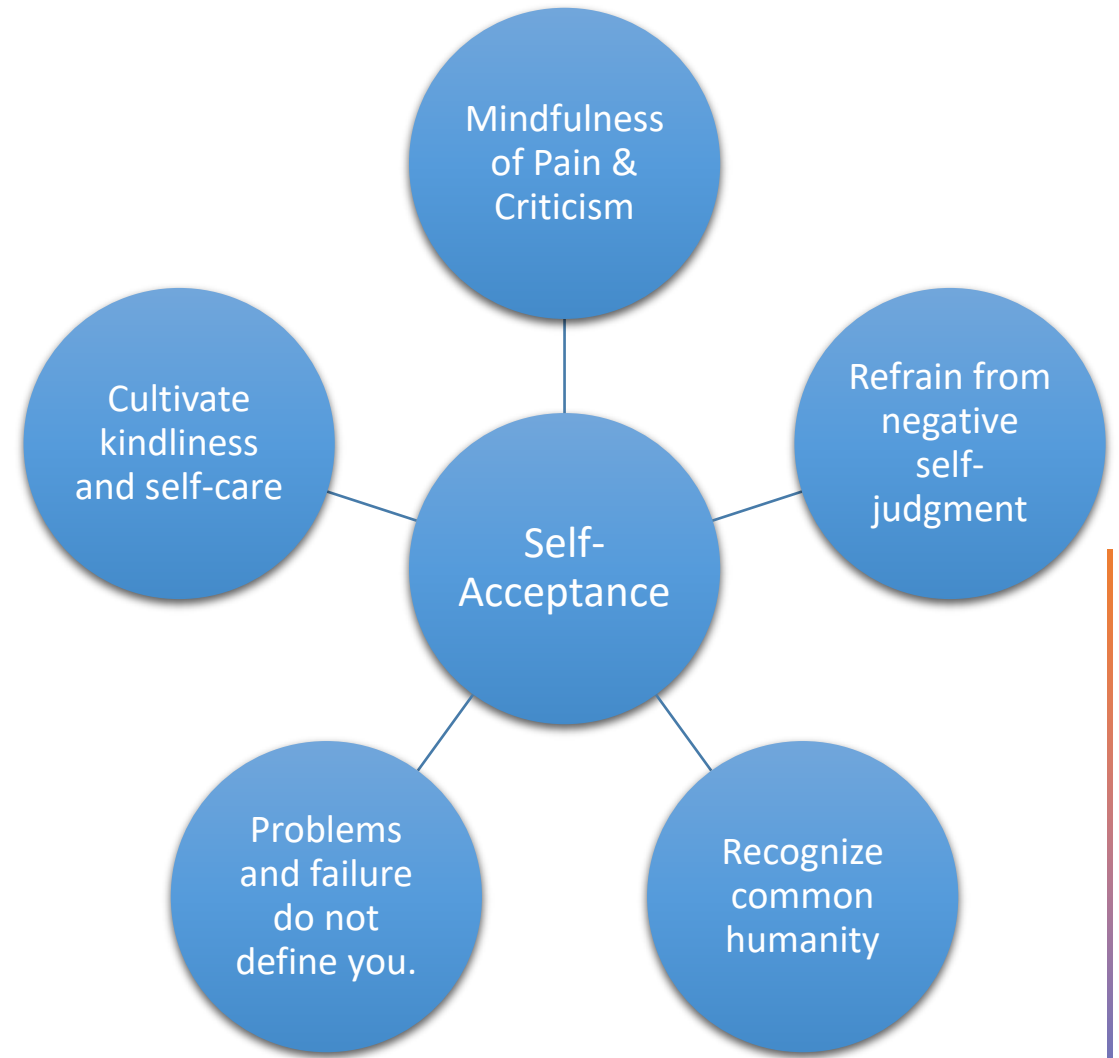 Mindfulness
of Pain &
Criticism
Refrain from
negative
self-
judgment
Recognize
common
humanity
Problems
and failure
do not
define you.
Cultivate
kindliness
and self-care
Self-
Acceptance